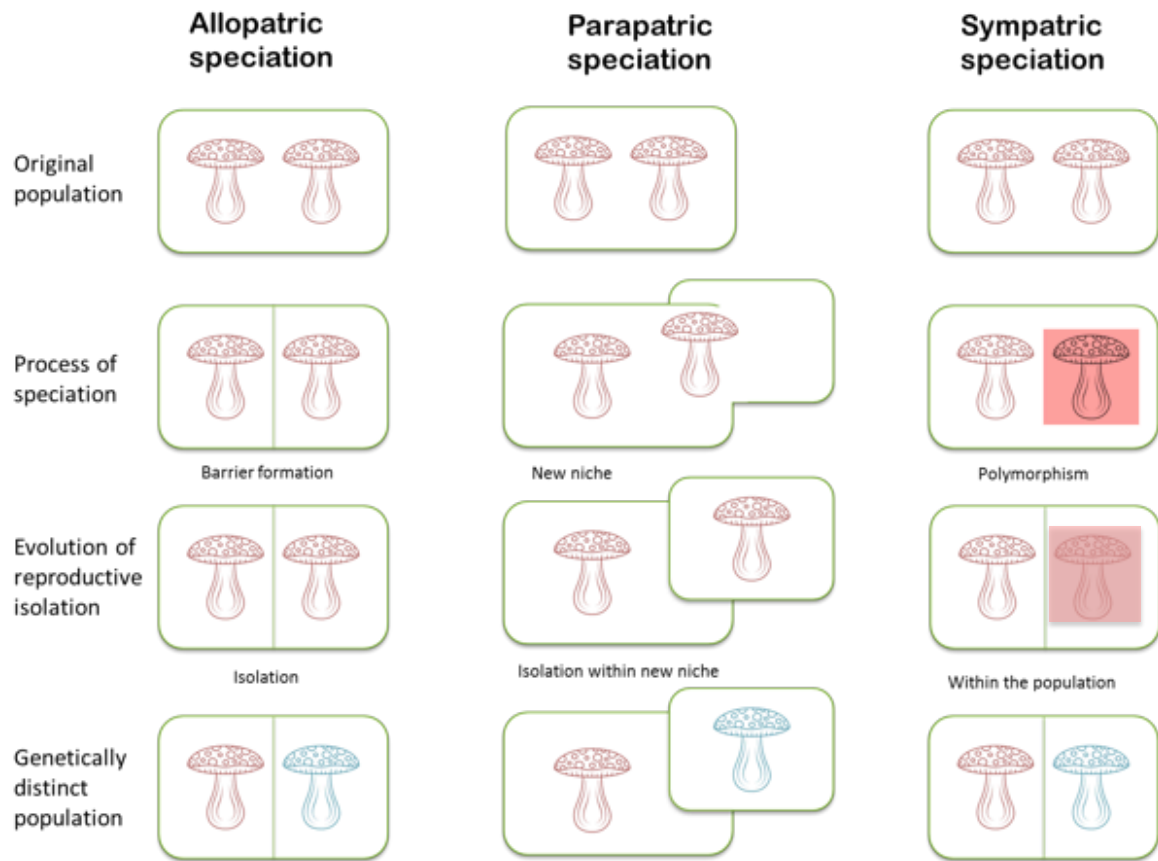 Allopatric
speciation
Parapatric
speciation
Sympatric
speciation
Original
population
Process of
speciation
Barrier formation
New niche
Polymorphism
Evolution of
reproductive
isolation
Isolation
Isolation within new niche
Within the population
Genetically
distinct
population